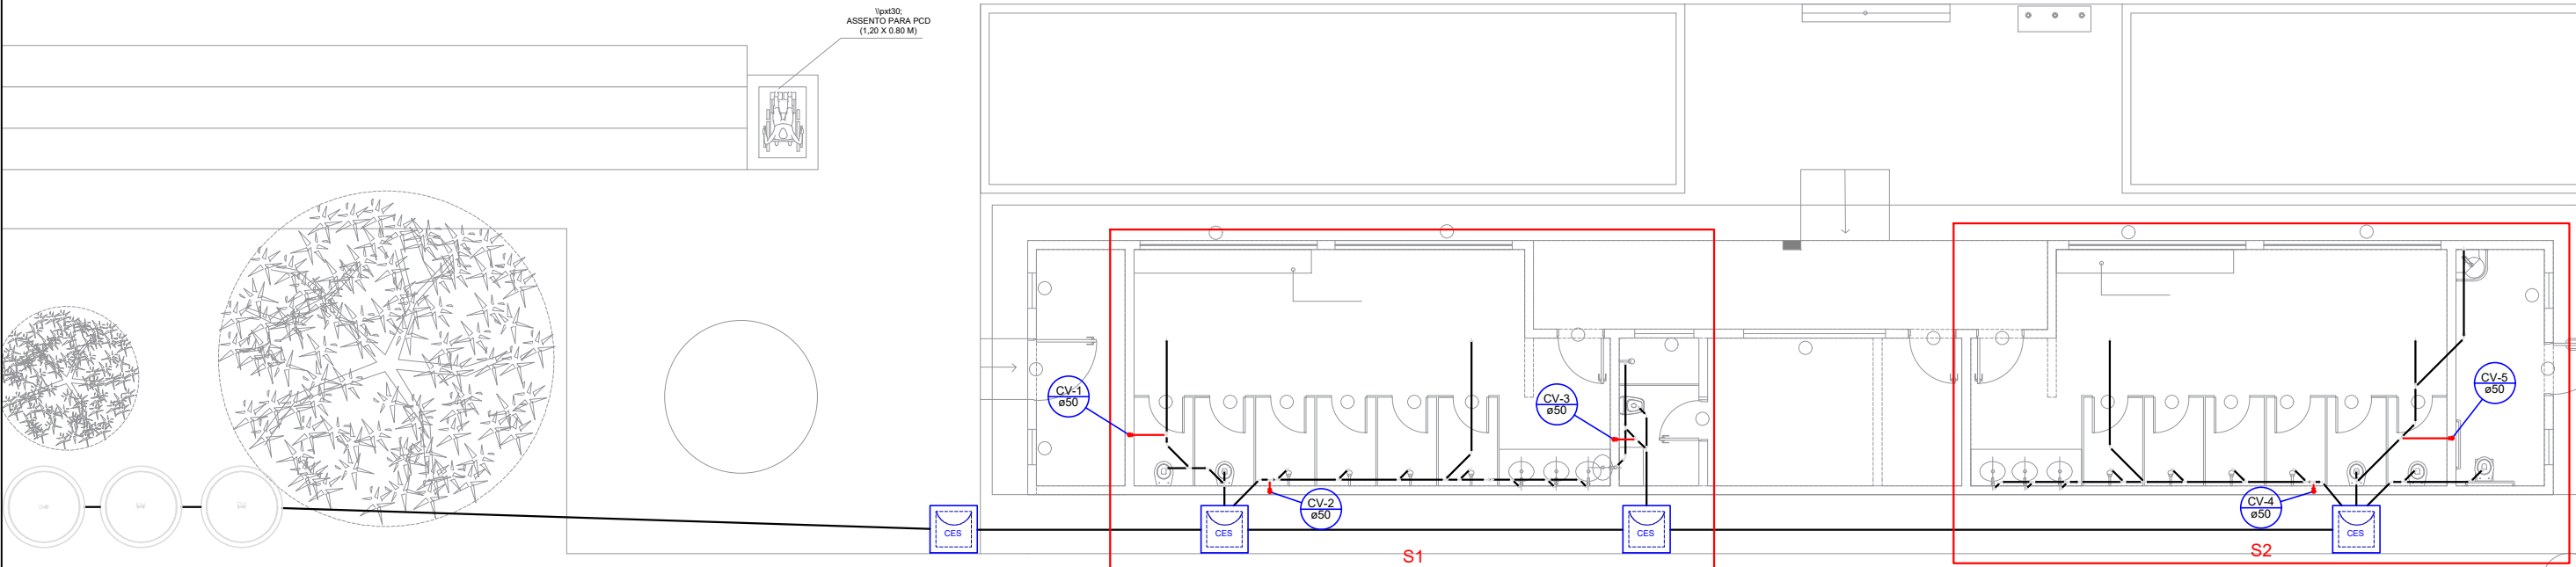 \\pxt30;
ASSENTO PARA PCD
(1,20 X 0.80 M)
CV-1
ø50
CV-2
ø50
CV-3
ø50
CV-4
ø50
CV-5
ø50
CES
CES
CES
CES
S1
S2